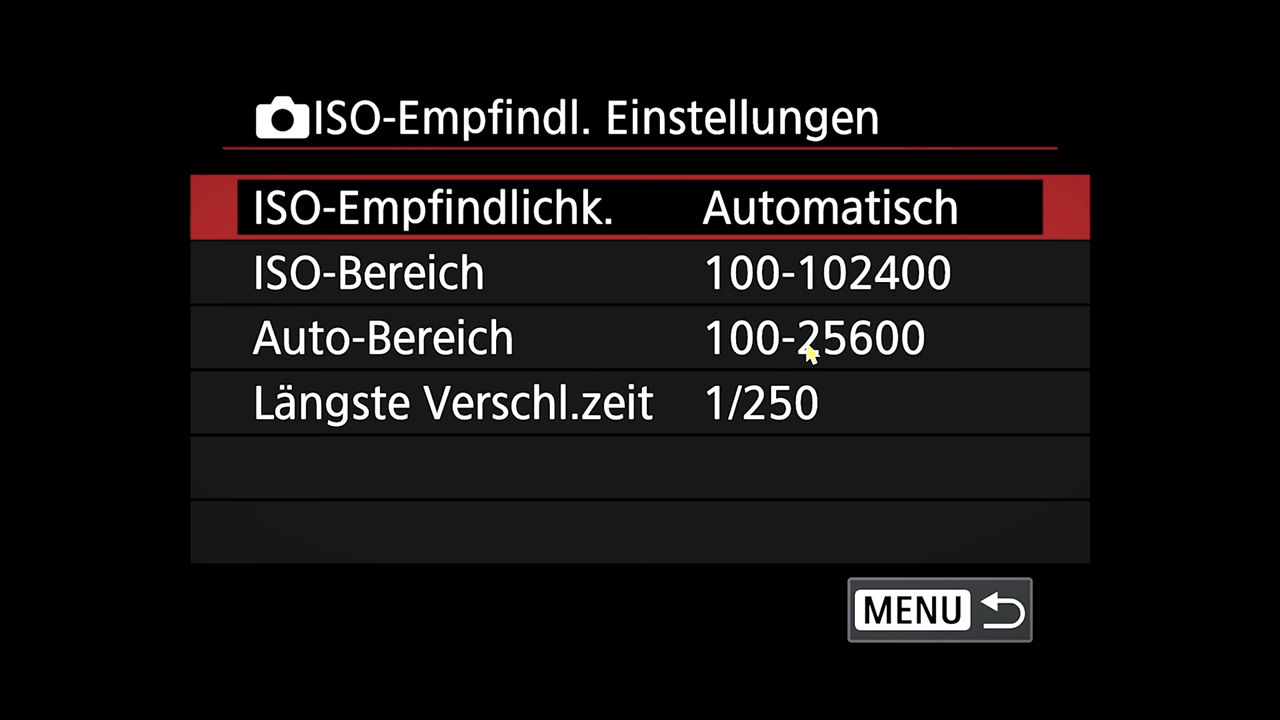 ISO-Empfindl. Einstellungen
ISO-Empfindlichk. Automatisch
ISO-Bereich 100-102400
Auto-Bereich 100-25600
Längste Verschl.zeit 1/250
MENU